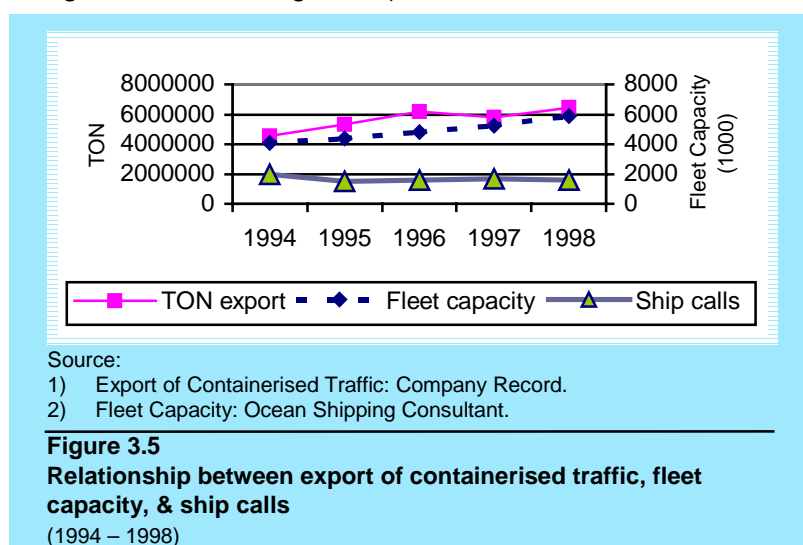 8000000 8000
6000000 6000
4000000 4000
2000000 2000
0 0
TON
Fleet Capacity
(1000)
1994 1995 1996 1997 1998
TON export Fleet capacity Ship calls
Source:
1) Export of Containerised Traffic: Company Record.
2) Fleet Capacity: Ocean Shipping Consultant.
Figure 3.5
Relationship between export of containerised traffic, fleet
capacity, & ship calls
(1994 – 1998)